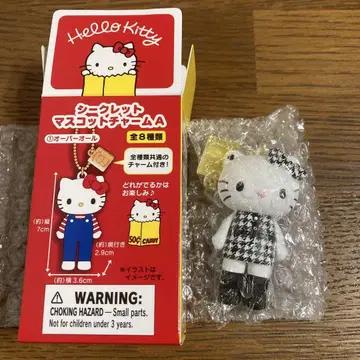 Hello Kitty
シークレット
マスコットチャームA
全8種類
①オーバーオール
全種類共通の
チャーム付き!
どれがでるかは
お楽しみ♪
(約)縦
7cm
50¢ CANDY
(約)奥行き
2.9cm
(約)横 3.6cm
※イラストは
イメージです。
WARNING:
CHOKING HAZARD — Small parts.
Not for children under 3 years.